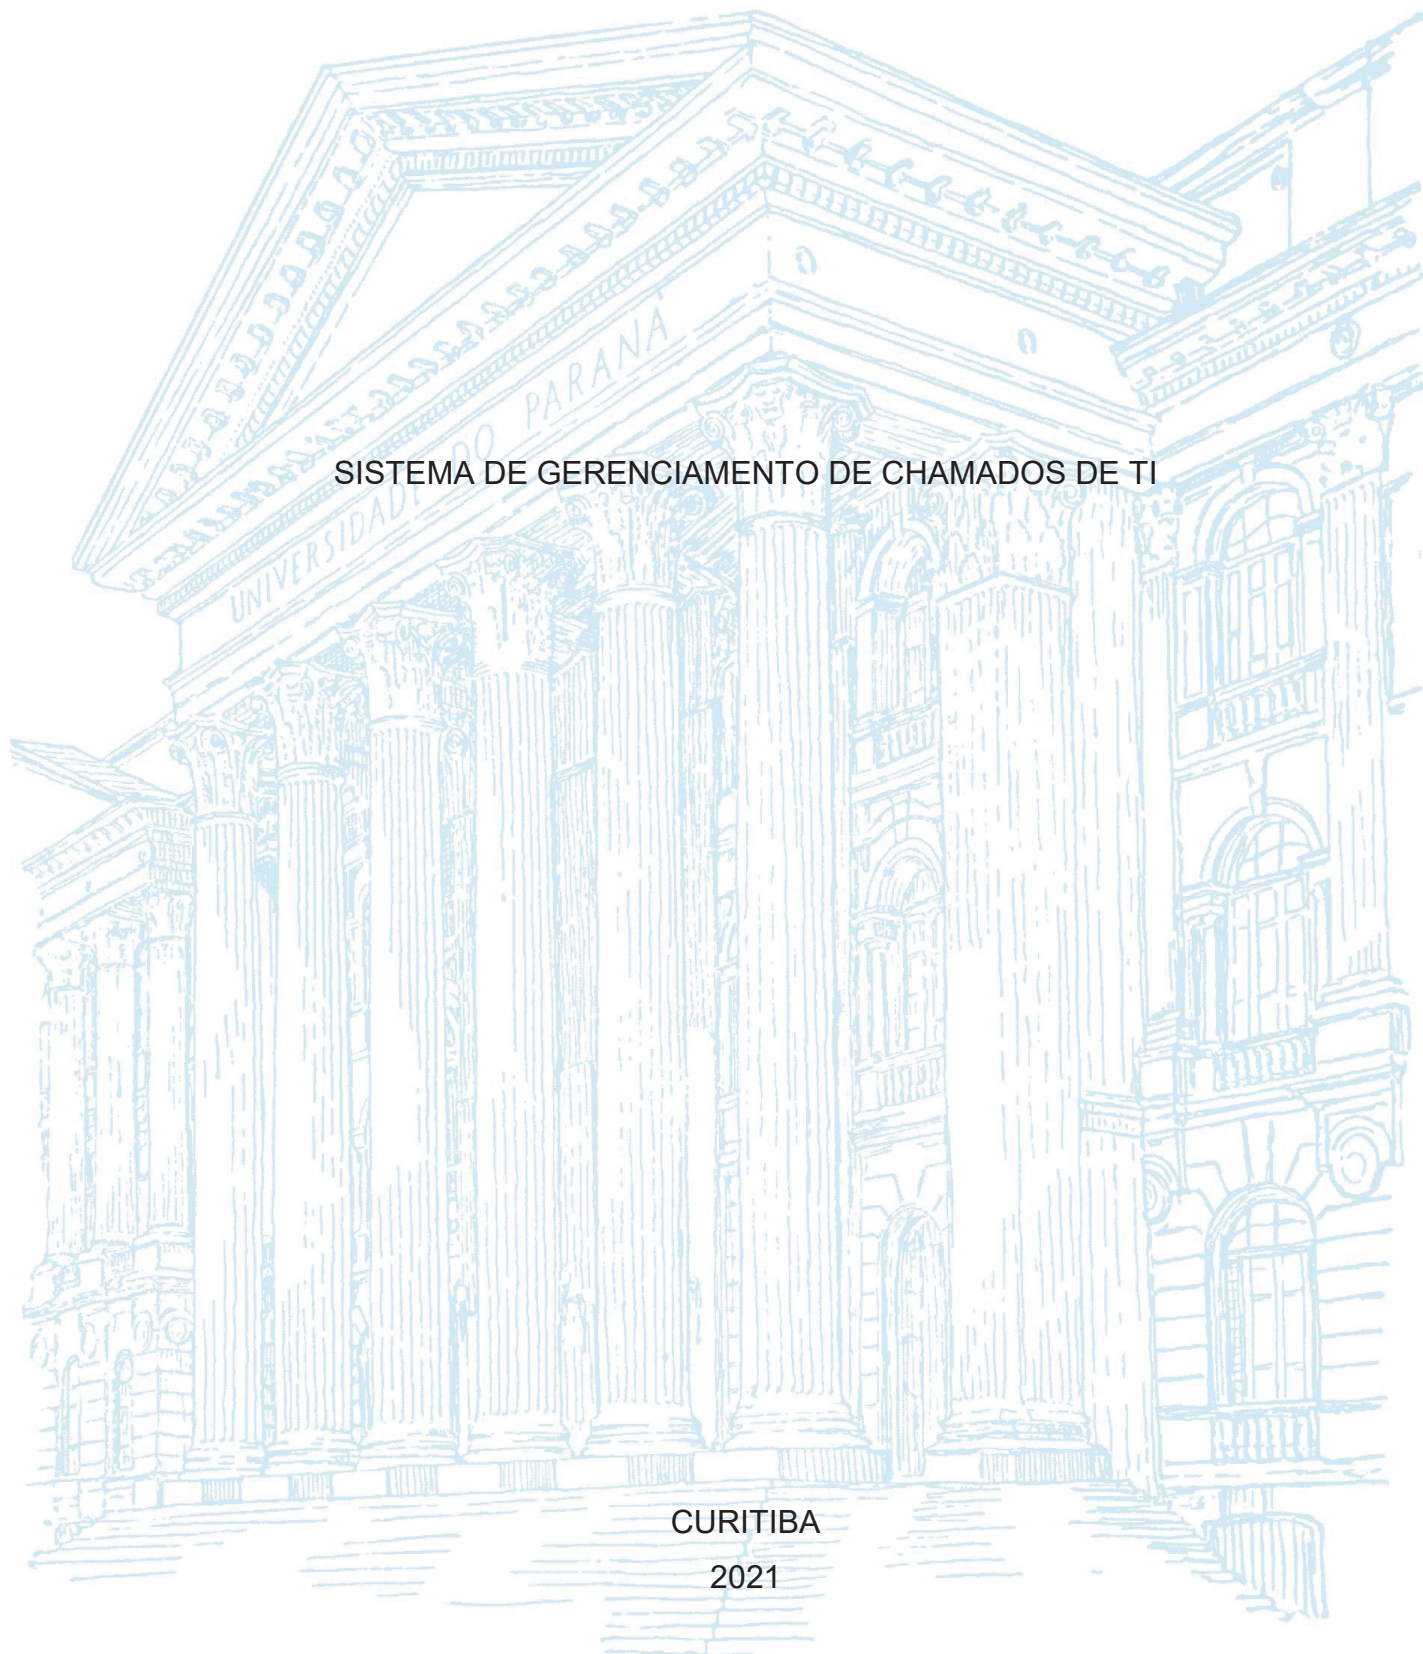 UNIVERSIDADE DO PARANÁ
SISTEMA DE GERENCIAMENTO DE CHAMADOS DE TI
CURITIBA
2021